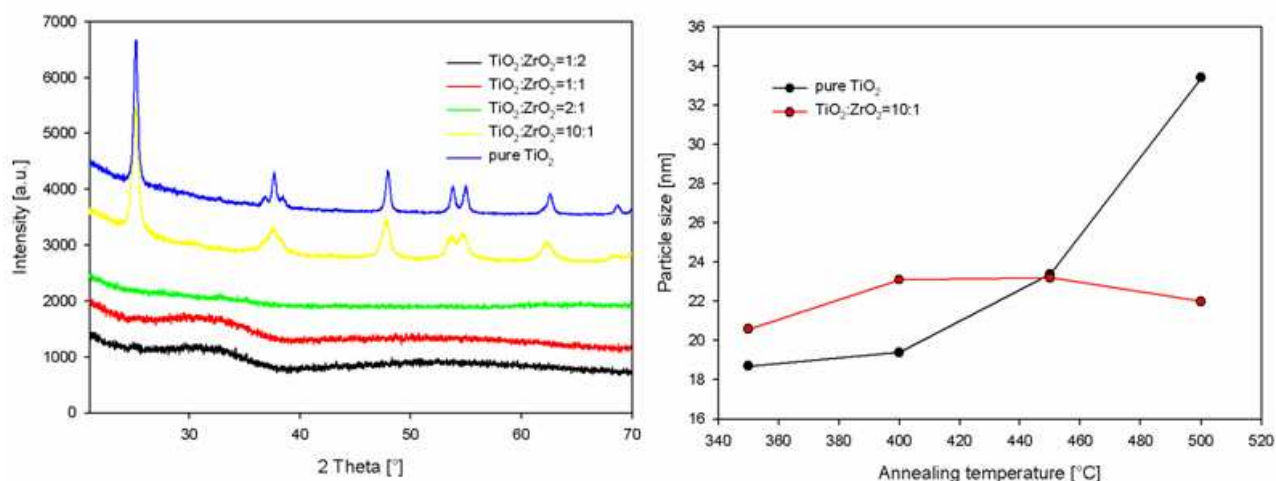 7000
6000
5000
4000
3000
2000
1000
0
Intensity [a.u.]
TiO₂:ZrO₂=1:2
TiO₂:ZrO₂=1:1
TiO₂:ZrO₂=2:1
TiO₂:ZrO₂=10:1
pure TiO₂
30 40 50 60 70
2 Theta [°]
36
34
32
30
28
26
24
22
20
18
16
Particle size [nm]
pure TiO₂
TiO₂:ZrO₂=10:1
340 360 380 400 420 440 460 480 500 520
Annealing temperature [°C]